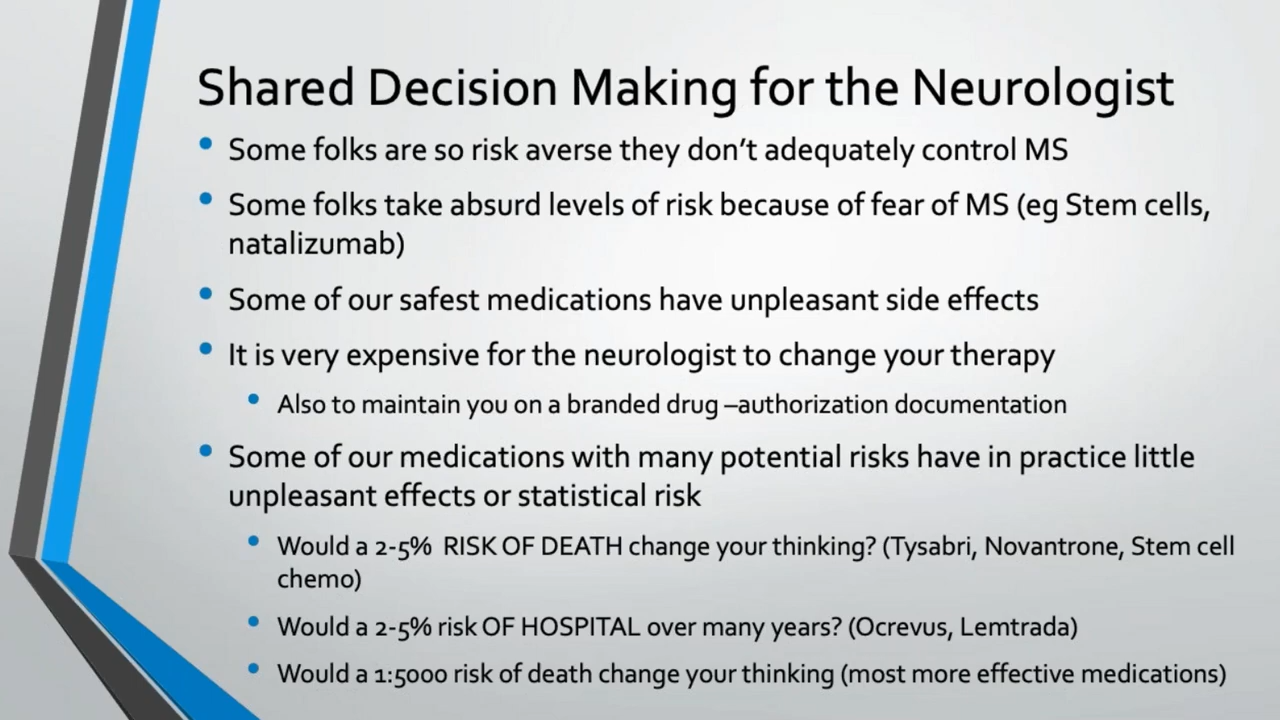 Shared Decision Making for the Neurologist
• Some folks are so risk averse they don’t adequately control MS
• Some folks take absurd levels of risk because of fear of MS (eg Stem cells,
natalizumab)
• Some of our safest medications have unpleasant side effects
• It is very expensive for the neurologist to change your therapy
• Also to maintain you on a branded drug –authorization documentation
• Some of our medications with many potential risks have in practice little
unpleasant effects or statistical risk
• Would a 2-5% RISK OF DEATH change your thinking? (Tysabri, Novantrone, Stem cell
chemo)
• Would a 2-5% risk OF HOSPITAL over many years? (Ocrevus, Lemtrada)
• Would a 1:5000 risk of death change your thinking (most more effective medications)